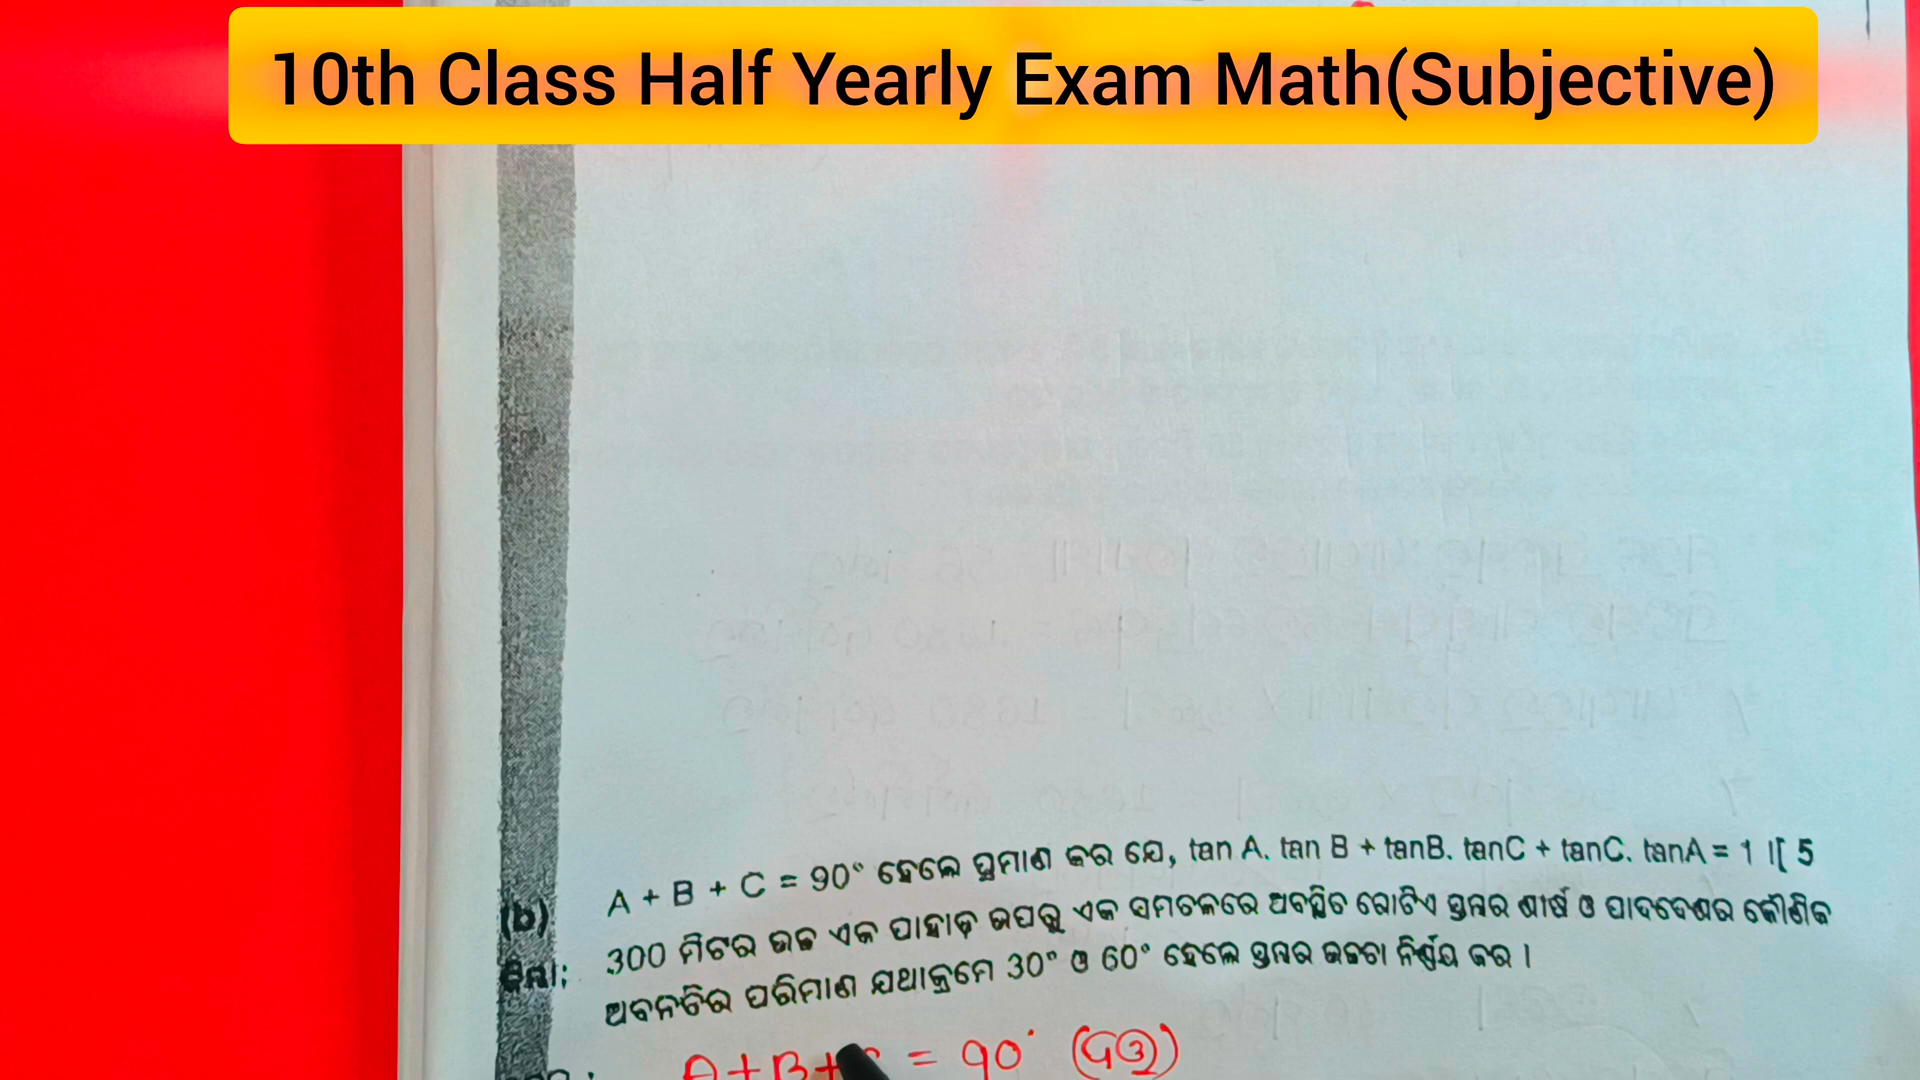 10th Class Half Yearly Exam Math(Subjective)
(b) A + B + C = 90° ହେଲେ ପ୍ରମାଣ କର ଯେ, tan A. tan B + tanB. tanC + tanC. tanA = 1 ।[ 5
300 ମିଟର ଉଚ୍ଚ ଏକ ପାହାଡ଼ ଉପରୁ ଏକ ସମତଳରେ ଅବସ୍ଥିତ ଗୋଟିଏ ସ୍ତମ୍ଭର ଶୀର୍ଷ ଓ ପାଦଦେଶର କୌଣିକ
ଅବନତିର ପରିମାଣ ଯଥାକ୍ରମେ 30° ଓ 60° ହେଲେ ସ୍ତମ୍ଭର ଉଚ୍ଚତା ନିର୍ଣ୍ଣୟ କର ।
A + B + = 90° (ଦତ୍ତ)